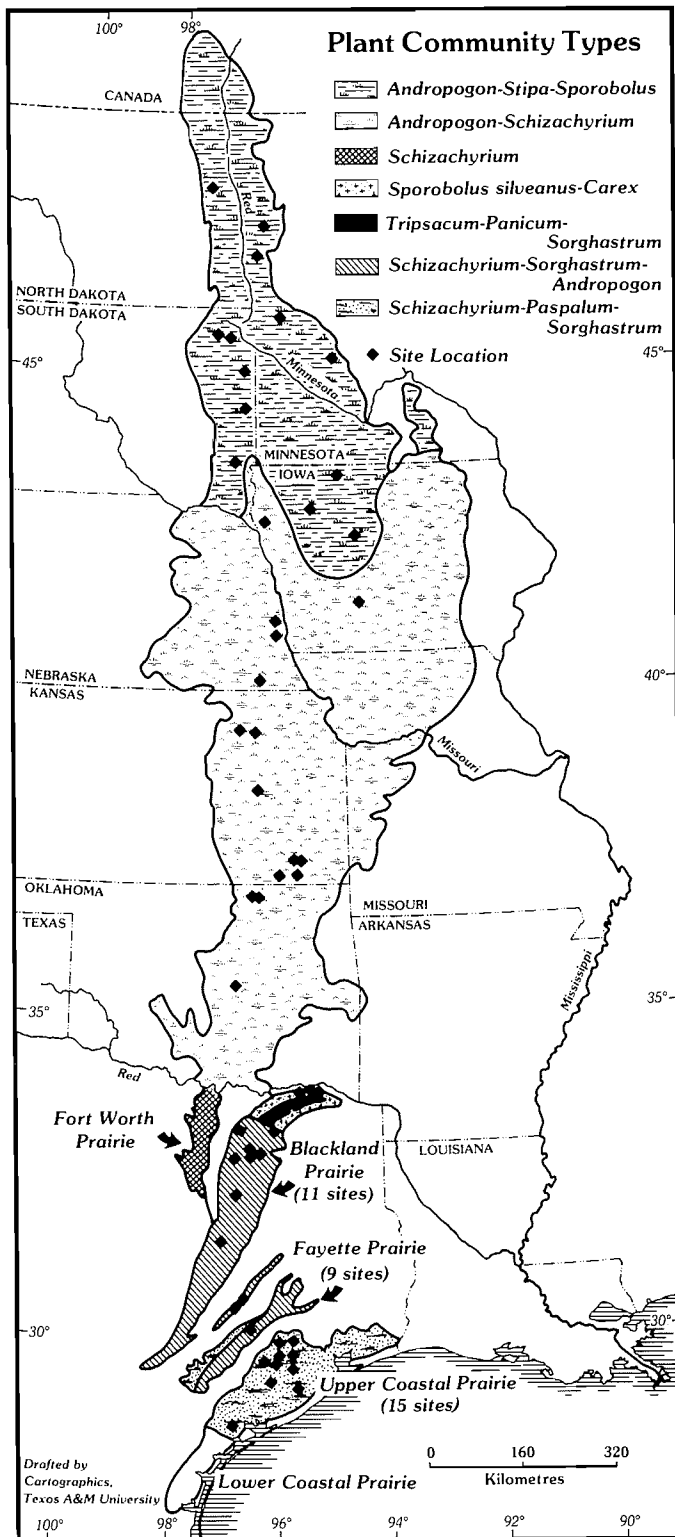 100°
98°
Plant Community Types
Andropogon-Stipa-Sporobolus
CANADA
Andropogon-Schizachyrium
Schizachyrium
Sporobolus silveanus-Carex
Red
Tripsacum-Panicum-
Sorghastrum
Schizachyrium-Sorghastrum-
Andropogon
NORTH DAKOTA
SOUTH DAKOTA
Schizachyrium-Paspalum-
Sorghastrum
Site Location
45°
45°
Minnesota
MINNESOTA
IOWA
40°
NEBRASKA
KANSAS
Missouri
OKLAHOMA
TEXAS
MISSOURI
ARKANSAS
Mississippi
35°
35°
Red
Fort Worth
Prairie
Blackland
Prairie
(11 sites)
LOUISIANA
Fayette Prairie
(9 sites)
30°
30°
Upper Coastal Prairie
(15 sites)
Drafted by
Cartographics,
Texas A&M University
Lower Coastal Prairie
0 160 320
Kilometres
100° 98° 96° 94° 92° 90°